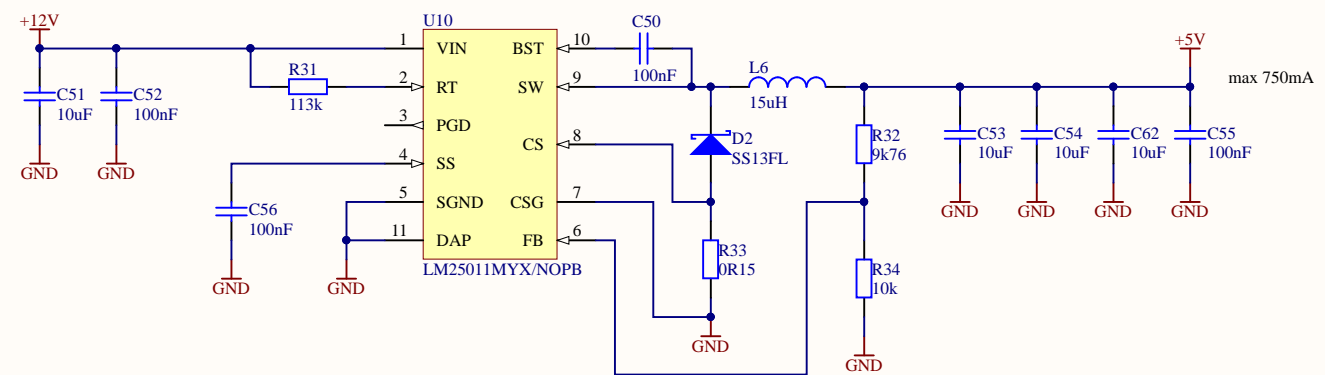 +12V
C51
10uF
GND
C52
100nF
GND
R31
113k
C56
100nF
GND
GND
U10
1 VIN
2 RT
3 PGD
4 SS
5 SGND
11 DAP
BST 10
SW 9
CS 8
CSG 7
FB 6
LM25011MYX/NOPB
C50
100nF
L6
15uH
D2
SS13FL
R33
0R15
GND
R32
9k76
R34
10k
GND
C53
10uF
GND
C54
10uF
GND
C62
10uF
GND
+5V
C55
100nF
GND
max 750mA